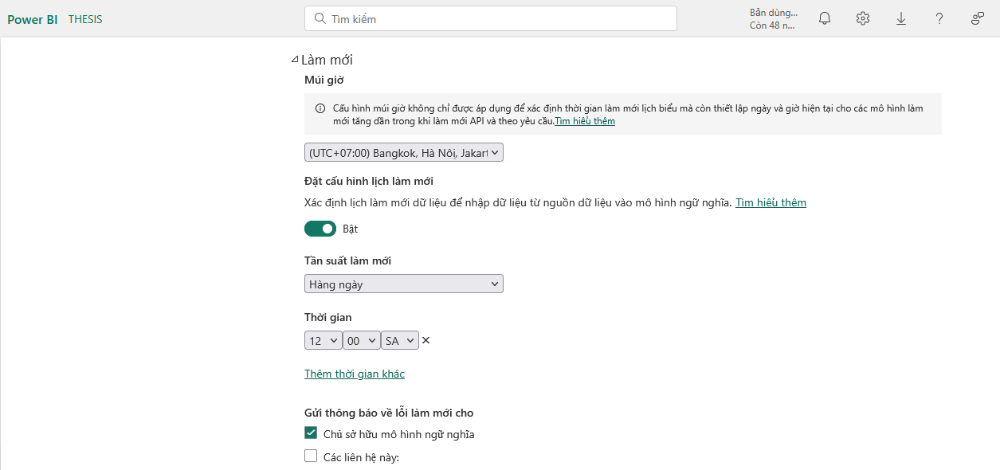 Power BI THESIS
Tìm kiếm
Bản dùng...
Còn 48 n...
Làm mới
Múi giờ
Cấu hình múi giờ không chỉ được áp dụng để xác định thời gian làm mới lịch biểu mà còn thiết lập ngày và giờ hiện tại cho các mô hình làm
mới tăng dần trong khi làm mới API và theo yêu cầu.Tìm hiểu thêm
(UTC+07:00) Bangkok, Hà Nội, Jakart
Đặt cấu hình lịch làm mới
Xác định lịch làm mới dữ liệu để nhập dữ liệu từ nguồn dữ liệu vào mô hình ngữ nghĩa. Tìm hiểu thêm
Bật
Tần suất làm mới
Hàng ngày
Thời gian
12 00 SA
Thêm thời gian khác
Gửi thông báo về lỗi làm mới cho
Chủ sở hữu mô hình ngữ nghĩa
Các liên hệ này: